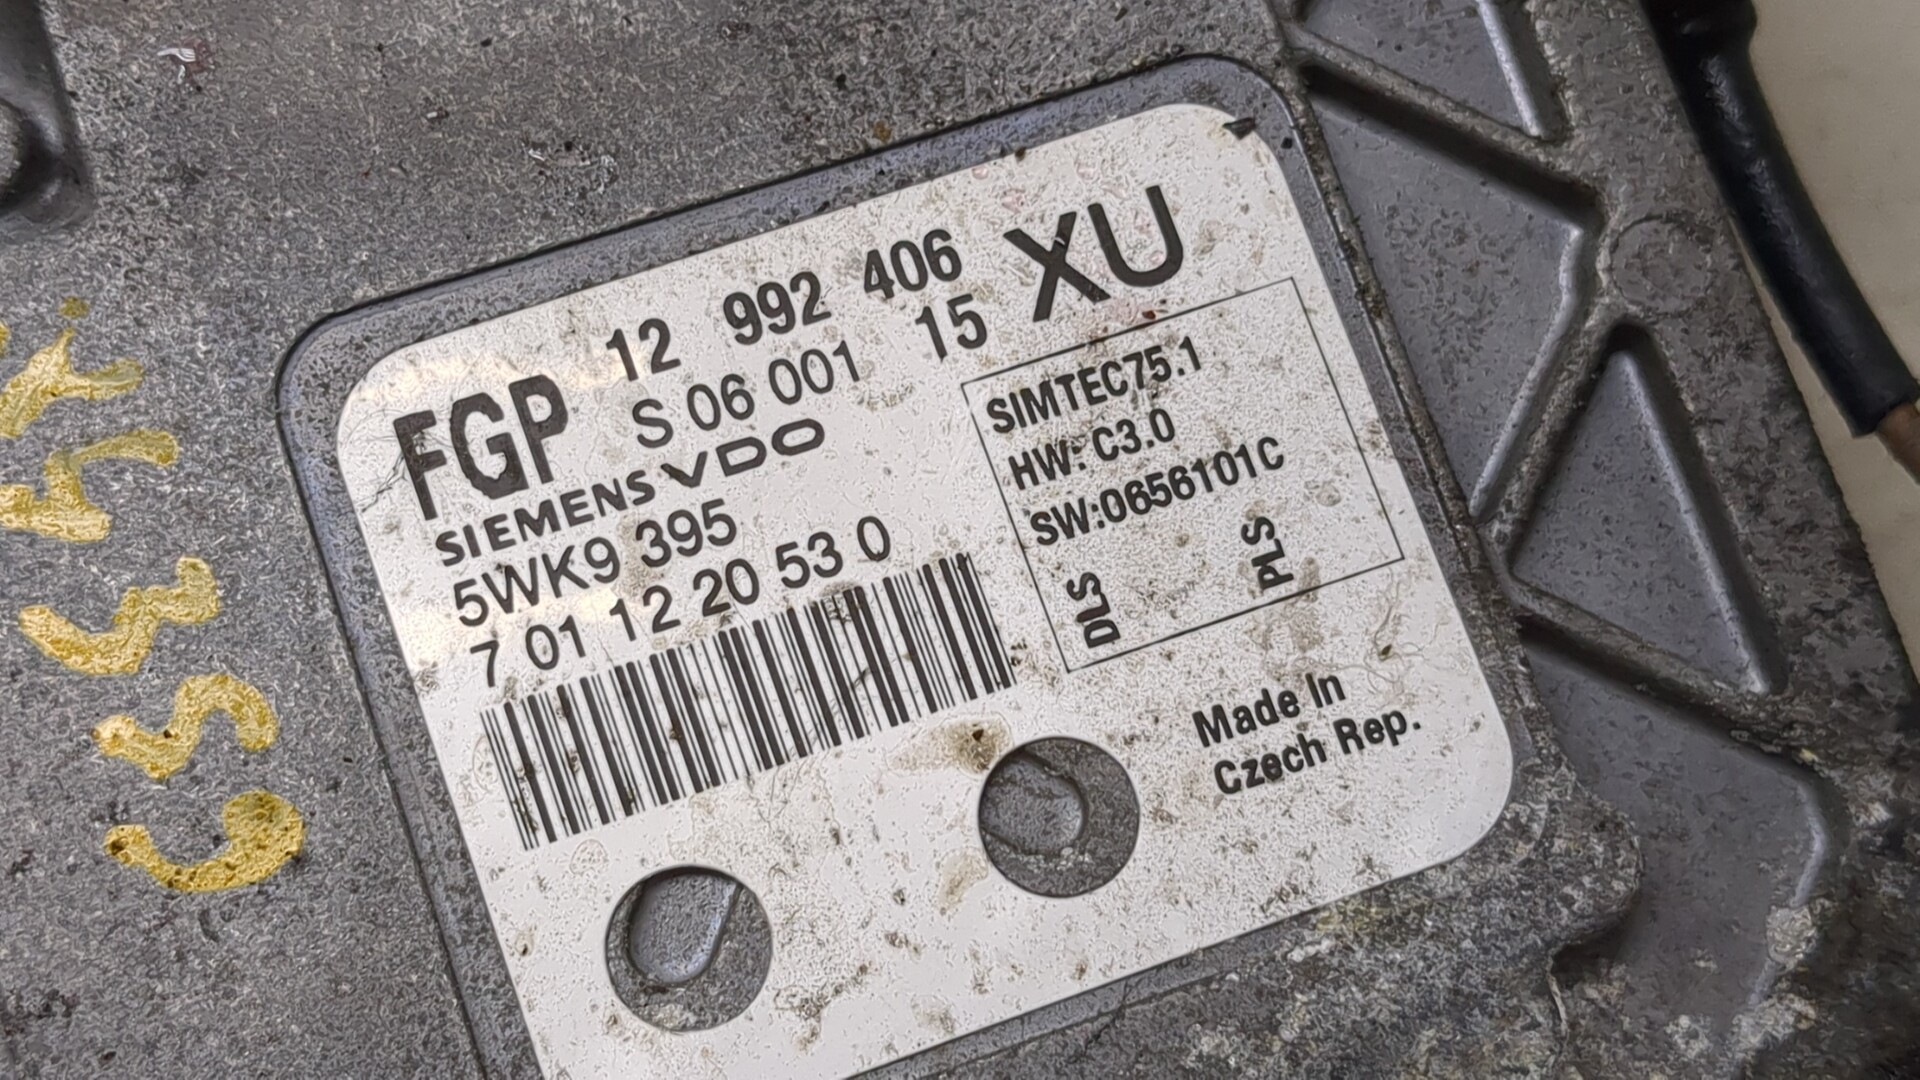 12 992 406 XU
FGP S 06 001 15
SIEMENS VDO
5WK9 395
7 01 12 20 53 0
SIMTEC75.1
HW: C3.0
SW:0656101C
DLS PLS
Made In
Czech Rep.